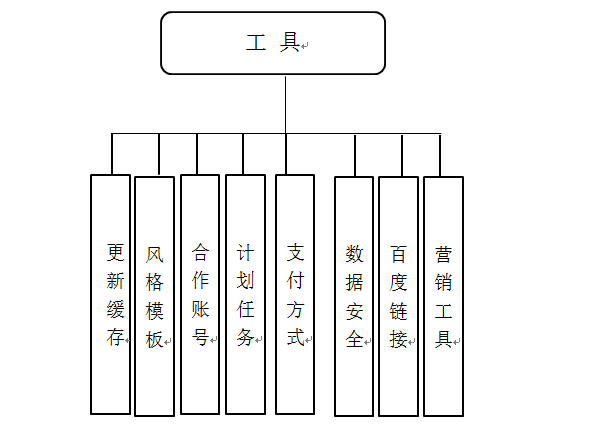 工 具
更新缓存
风格模板
合作账号
计划任务
支付方式
数据安全
百度链接
营销工具